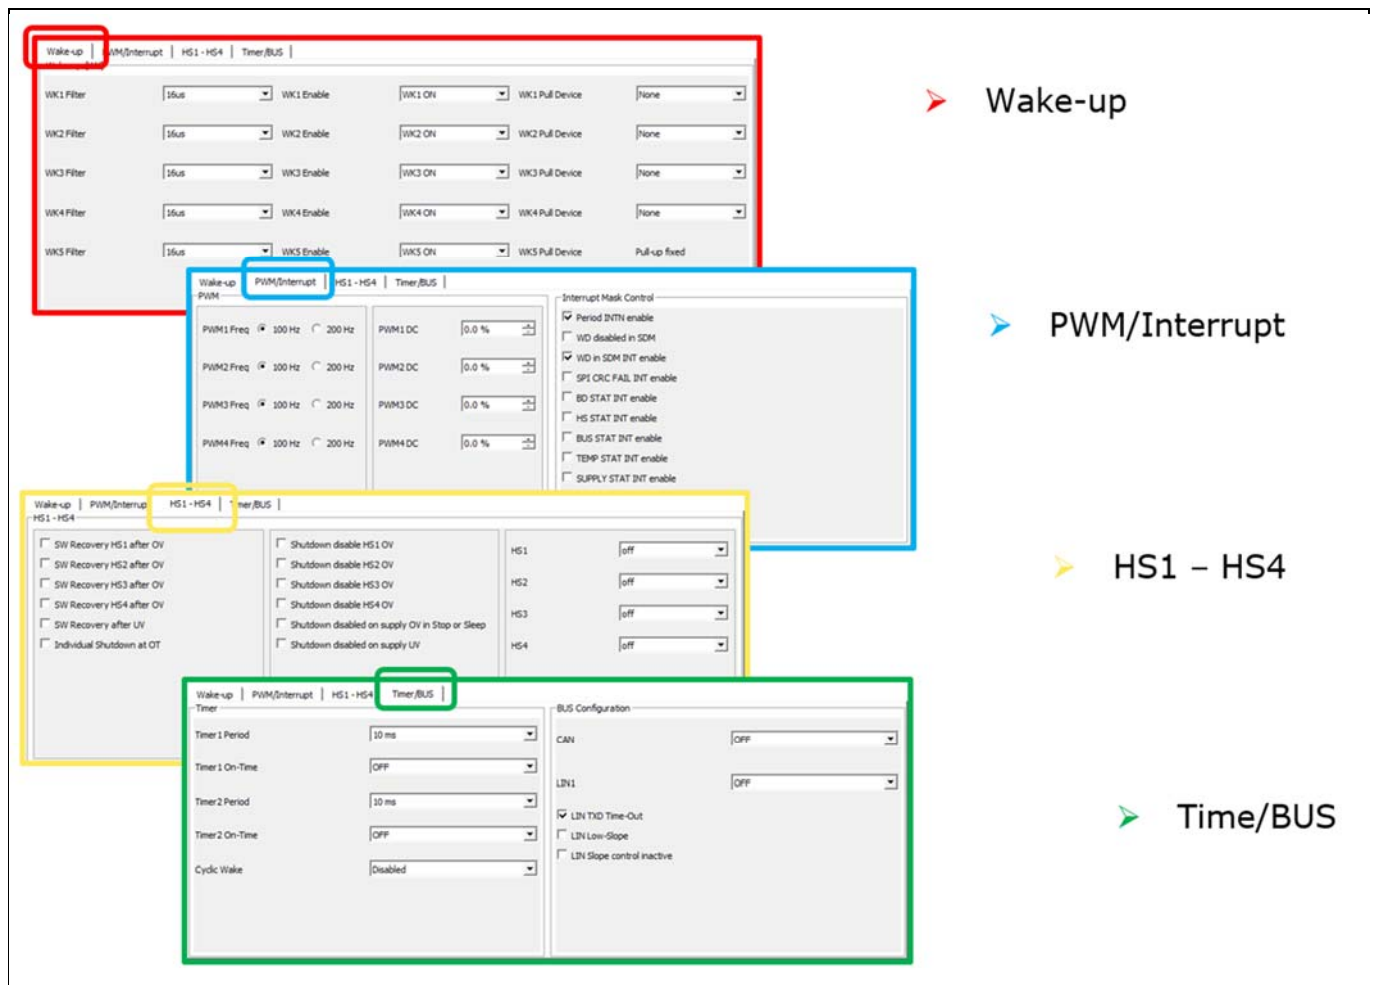 Wake-up | PWM/Interrupt | HS1 - HS4 | Timer/BUS |
WK1 Filter 16us WK1 Enable WK1 ON WK1 Pull Device None
WK2 Filter 16us WK2 Enable WK2 ON WK2 Pull Device None
WK3 Filter 16us WK3 Enable WK3 ON WK3 Pull Device None
WK4 Filter 16us WK4 Enable WK4 ON WK4 Pull Device None
WK5 Filter 16us WK5 Enable WK5 ON WK5 Pull Device Pull-up fixed
Wake-up
Wake-up PWM/Interrupt | HS1 - HS4 | Timer/BUS |
PWM
PWM1 Freq 100 Hz 200 Hz PWM1 DC 0.0 %
PWM2 Freq 100 Hz 200 Hz PWM2 DC 0.0 %
PWM3 Freq 100 Hz 200 Hz PWM3 DC 0.0 %
PWM4 Freq 100 Hz 200 Hz PWM4 DC 0.0 %
Interrupt Mask Control
Period INTN enable
WD disabled in SDM
WD in SDM INT enable
SPI CRC FAIL INT enable
BD STAT INT enable
HS STAT INT enable
BUS STAT INT enable
TEMP STAT INT enable
SUPPLY STAT INT enable
PWM/Interrupt
Wake-up | PWM/Interrup HS1 - HS4 | Timer/BUS |
HS1 - HS4
SW Recovery HS1 after OV
SW Recovery HS2 after OV
SW Recovery HS3 after OV
SW Recovery HS4 after OV
SW Recovery after UV
Individual Shutdown at OT
Shutdown disable HS1 OV
Shutdown disable HS2 OV
Shutdown disable HS3 OV
Shutdown disable HS4 OV
Shutdown disabled on supply OV in Stop or Sleep
Shutdown disabled on supply UV
HS1 off
HS2 off
HS3 off
HS4 off
HS1 – HS4
Wake-up | PWM/Interrupt | HS1 - HS4 Timer/BUS |
Timer
Timer1 Period 10 ms
Timer1 On-Time OFF
Timer2 Period 10 ms
Timer2 On-Time OFF
Cyclic Wake Disabled
BUS Configuration
CAN OFF
LIN1 OFF
LIN TXD Time-Out
LIN Low-Slope
LIN Slope control inactive
Time/BUS